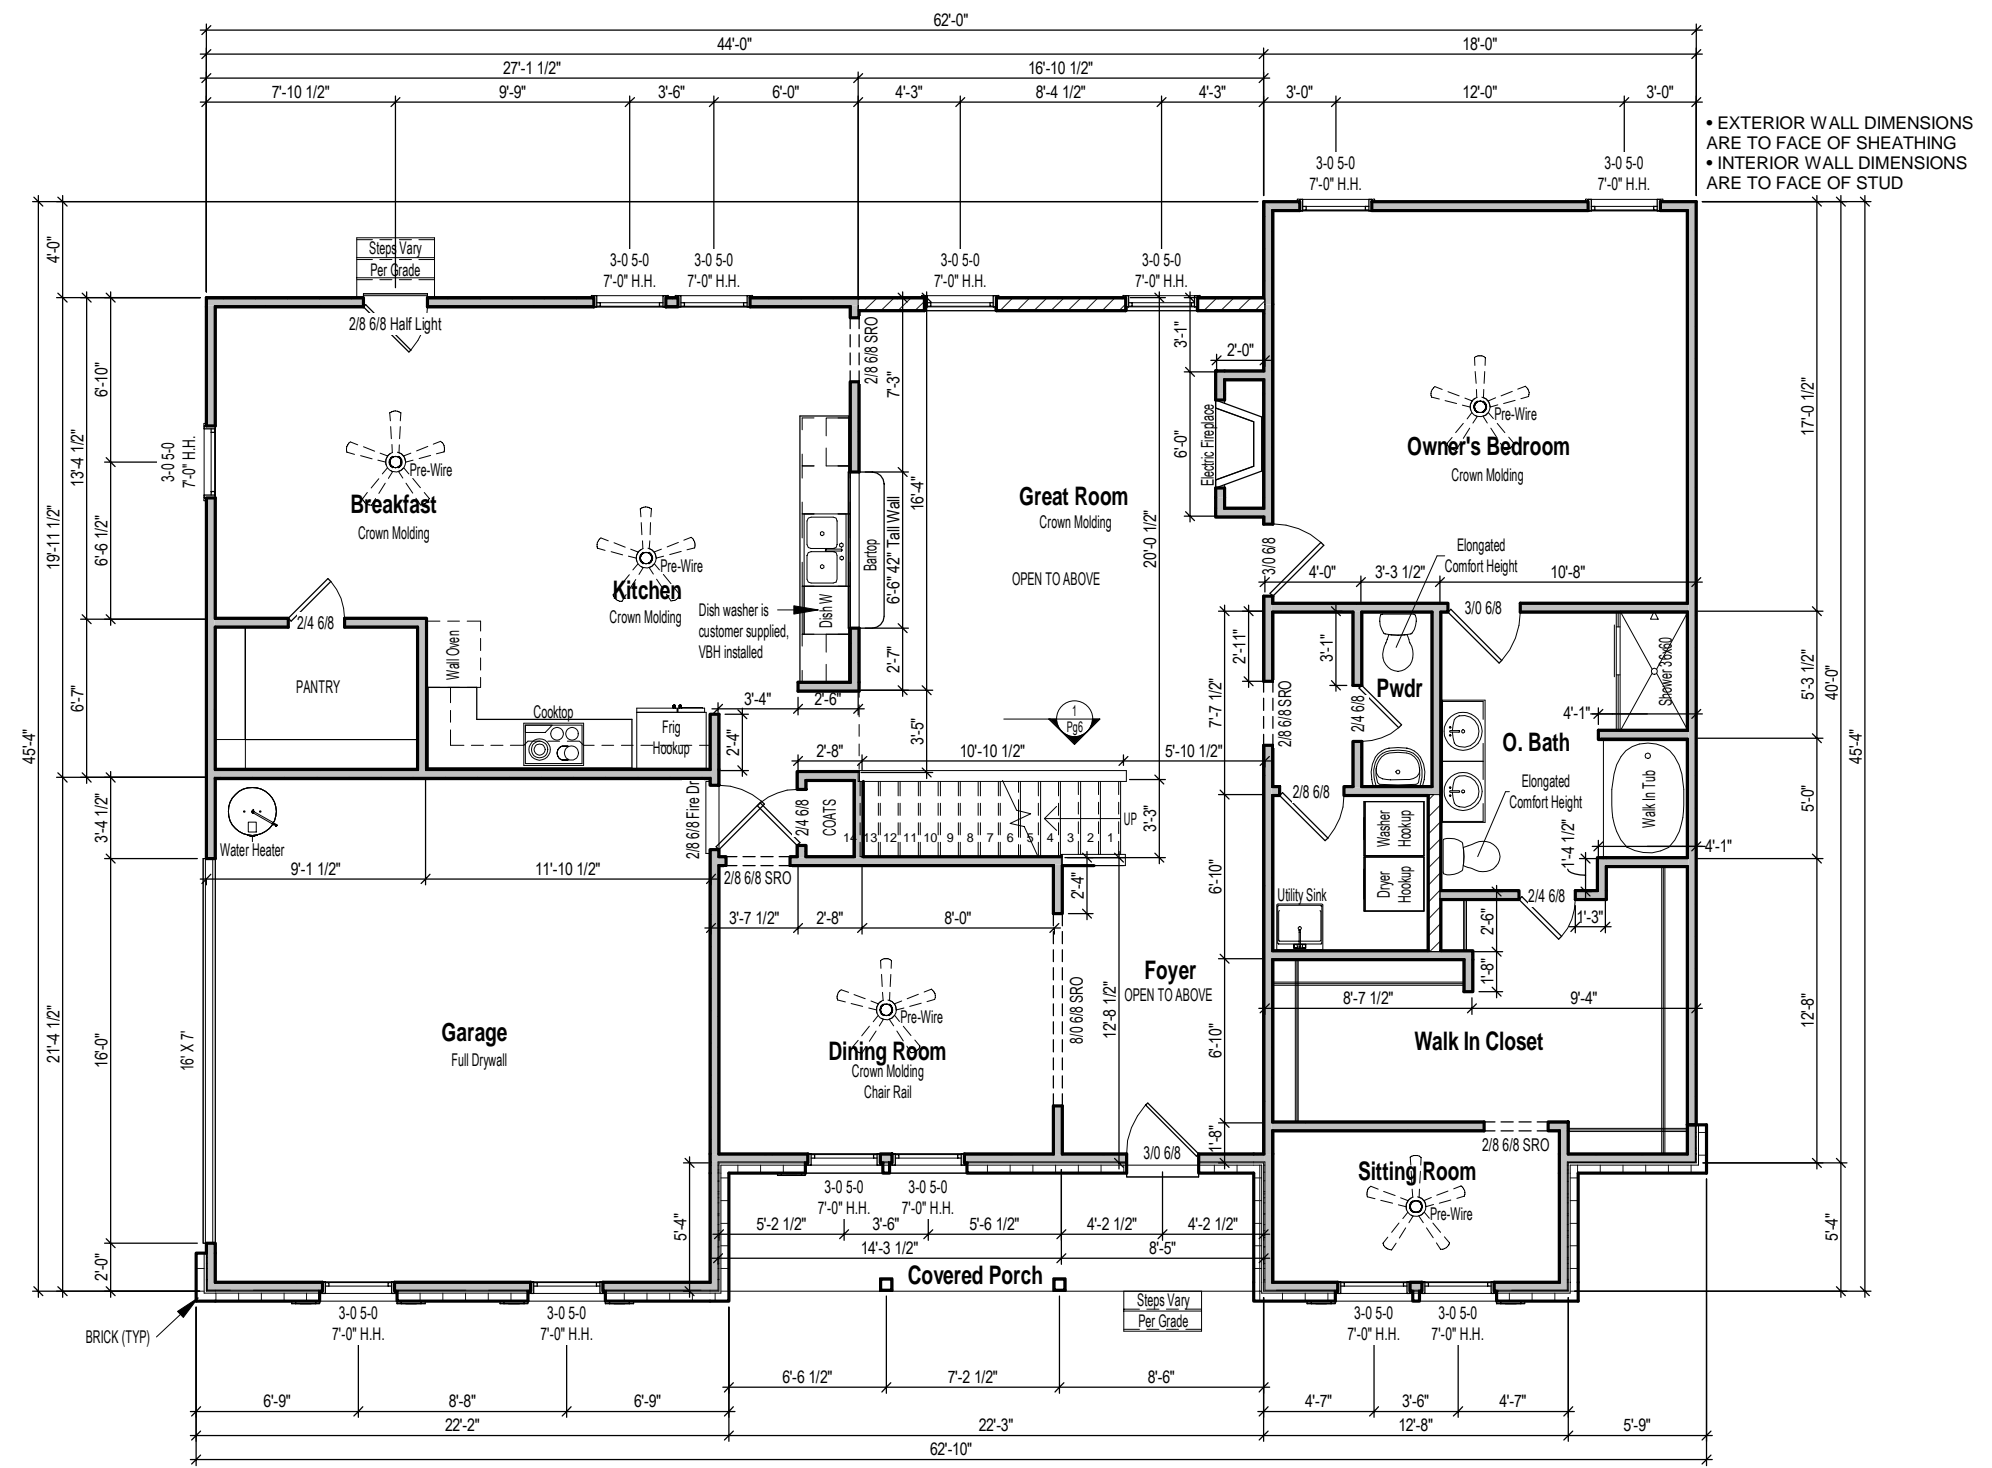 62'-0"
44'-0"
18'-0"
27'-1 1/2"
16'-10 1/2"
7'-10 1/2"
9'-9"
3'-6"
6'-0"
4'-3"
8'-4 1/2"
4'-3"
3'-0"
12'-0"
3'-0"
• EXTERIOR WALL DIMENSIONS
ARE TO FACE OF SHEATHING
• INTERIOR WALL DIMENSIONS
ARE TO FACE OF STUD
3-0 5-0
7'-0" H.H.
3-0 5-0
7'-0" H.H.
Steps Vary
Per Grade
3-0 5-0
7'-0" H.H.
3-0 5-0
7'-0" H.H.
3-0 5-0
7'-0" H.H.
3-0 5-0
7'-0" H.H.
2/8 6/8 Half Light
45'-4"
4'-0"
19'-11 1/2"
21'-4 1/2"
13'-4 1/2"
6'-7"
6'-10"
6'-6 1/2"
3'-4 1/2"
16'-0"
2'-0"
3-0 5-0
7'-0" H.H.
16' X 7'
Pre-Wire
Breakfast
Crown Molding
Pre-Wire
Kitchen
Crown Molding
Dish washer is
customer supplied,
VBH installed
Dish W
2/8 6/8 SRO
7'-3"
16'-4"
Bartop
6'-6" 42" Tall Wall
2'-7"
3'-5"
Great Room
Crown Molding
OPEN TO ABOVE
20'-0 1/2"
3'-1"
2'-0"
6'-0"
Electric Fireplace
Pre-Wire
Owner's Bedroom
Crown Molding
3/0 6/8
Elongated
Comfort Height
4'-0"
3'-3 1/2"
10'-8"
3/0 6/8
17'-0 1/2"
5'-3 1/2"
5'-0"
12'-8"
40'-0"
5'-4"
45'-4"
2/4 6/8
PANTRY
Wall Oven
Cooktop
Frig
Hookup
3'-4"
2'-6"
2'-4"
2'-8"
10'-10 1/2"
5'-10 1/2"
1
Pg6
2'-11"
3'-1"
7'-7 1/2"
2/8 6/8 SRO
Pwdr
2/4 6/8
Shower 36x60
4'-1"
O. Bath
Elongated
Comfort Height
Walk In Tub
4'-1"
1'-4 1/2"
2/8 6/8
Washer
Hookup
Dryer
Hookup
Utility Sink
6'-10"
2/4 6/8
1'-3"
2'-6"
1'-8"
8'-7 1/2"
9'-4"
Walk In Closet
6'-10"
1'-8"
Water Heater
9'-1 1/2"
11'-10 1/2"
2/8 6/8 Fire Dr
2/4 6/8
COATS
14 13 12 11 10 9 8 7 6 5 4 3 2 1
UP
3'-3"
2/8 6/8 SRO
2'-4"
3'-7 1/2"
2'-8"
8'-0"
Garage
Full Drywall
Pre-Wire
Dining Room
Crown Molding
Chair Rail
8/0 6/8 SRO
12'-8 1/2"
Foyer
OPEN TO ABOVE
3/0 6/8
2/8 6/8 SRO
Sitting Room
Pre-Wire
3-0 5-0
7'-0" H.H.
3-0 5-0
7'-0" H.H.
5'-4"
5'-2 1/2"
3'-6"
5'-6 1/2"
4'-2 1/2"
4'-2 1/2"
14'-3 1/2"
8'-5"
Covered Porch
Steps Vary
Per Grade
BRICK (TYP)
3-0 5-0
7'-0" H.H.
3-0 5-0
7'-0" H.H.
3-0 5-0
7'-0" H.H.
3-0 5-0
7'-0" H.H.
6'-6 1/2"
7'-2 1/2"
8'-6"
6'-9"
8'-8"
6'-9"
4'-7"
3'-6"
4'-7"
22'-2"
22'-3"
12'-8"
5'-9"
62'-10"